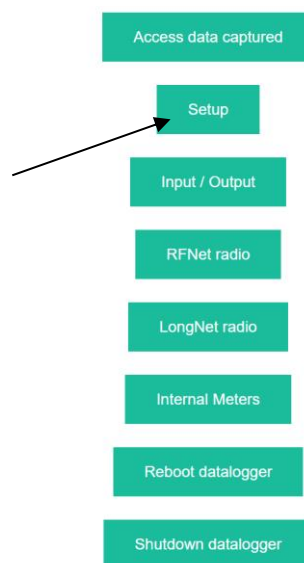 Access data captured
Setup
Input / Output
RFNet radio
LongNet radio
Internal Meters
Reboot datalogger
Shutdown datalogger